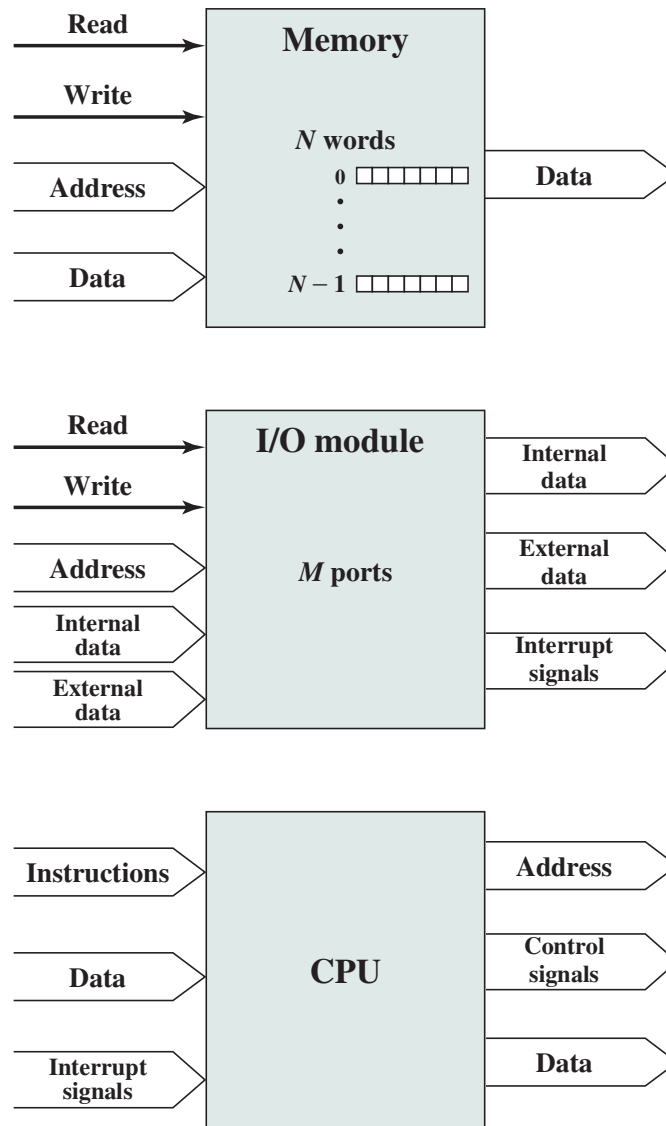 Read
Memory
Write
N words
0
Address
Data
Data
N – 1
Read
I/O module
Internal
data
Write
External
data
Address
M ports
Internal
data
Interrupt
signals
External
data
Instructions
Address
Control
signals
Data
CPU
Interrupt
signals
Data